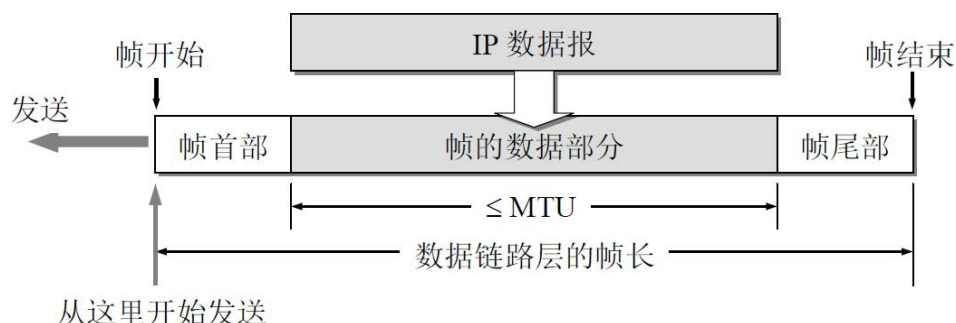 IP 数据报
帧开始
帧结束
发送
帧首部
帧的数据部分
帧尾部
≤ MTU
数据链路层的帧长
从这里开始发送